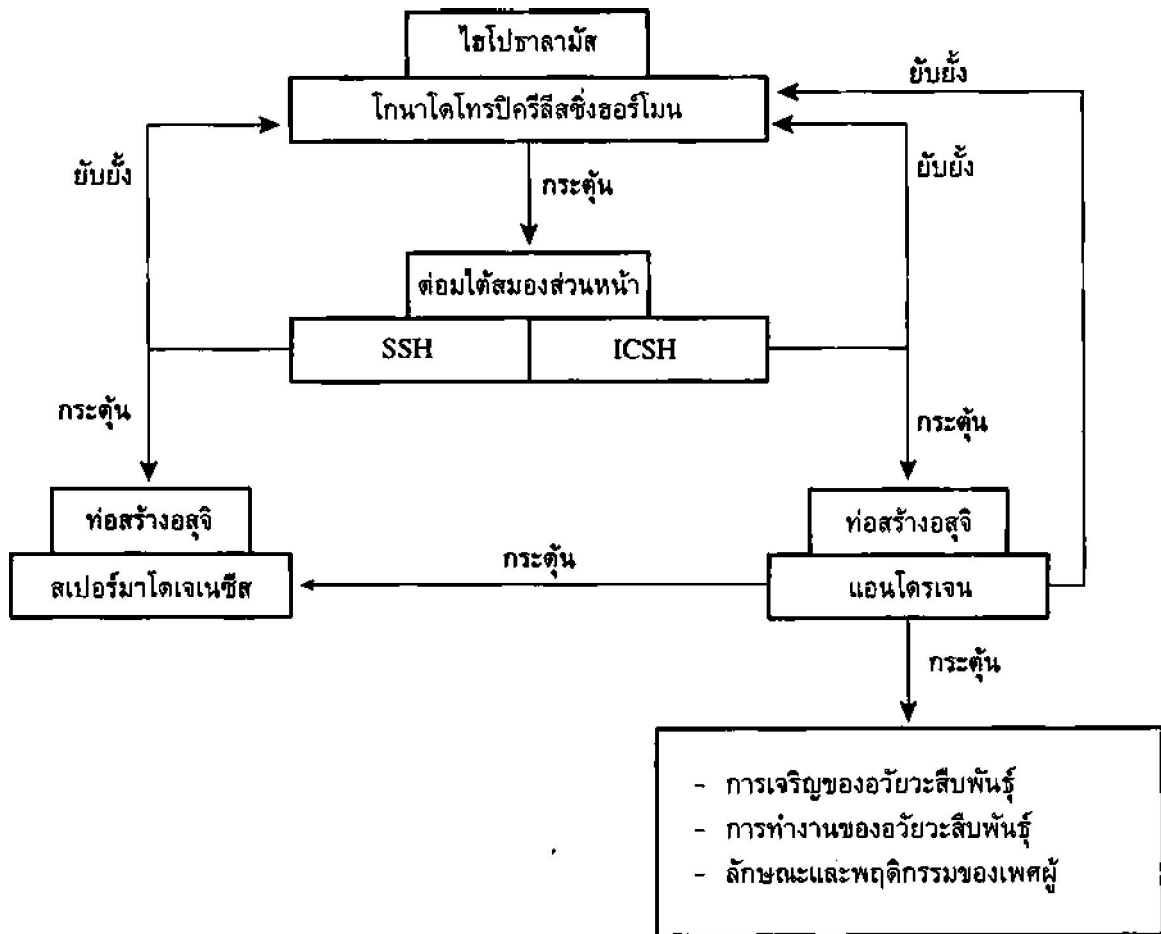 ไฮโปธาลามัส
ยับยั้ง
โกนาโดโทรปิครีลีสซิ่งฮอร์โมน
ยับยั้ง
กระตุ้น
ยับยั้ง
ต่อมใต้สมองส่วนหน้า
SSH
ICSH
กระตุ้น
กระตุ้น
ท่อสร้างอสุจิ
ท่อสร้างอสุจิ
กระตุ้น
สเปอร์มาโดเจเนซีส
แอนโดรเจน
กระตุ้น
- การเจริญของอวัยวะสืบพันธุ์
- การทำงานของอวัยวะสืบพันธุ์
- ลักษณะและพฤติกรรมของเพศผู้